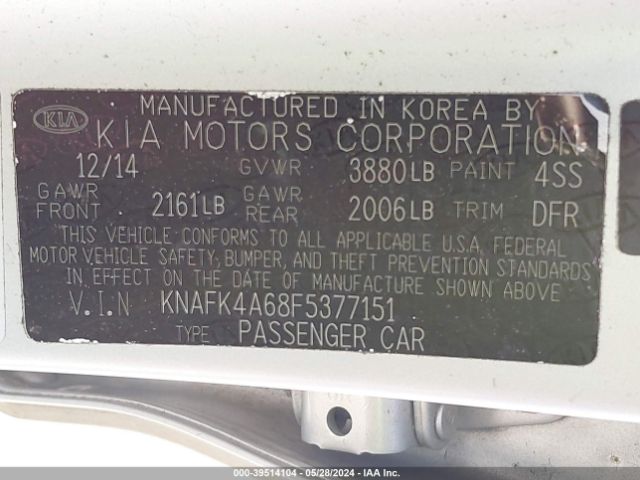 MANUFACTURED IN KOREA BY
KIA KIA MOTORS CORPORATION
12/14 GVWR 3880LB PAINT 4SS
GAWR FRONT 2161LB GAWR REAR 2006LB TRIM DFR
THIS VEHICLE CONFORMS TO ALL APPLICABLE U.S.A. FEDERAL
MOTOR VEHICLE SAFETY, BUMPER, AND THEFT PREVENTION STANDARDS
IN EFFECT ON THE DATE OF MANUFACTURE SHOWN ABOVE.
V.I.N KNAFK4A68F5377151
TYPE PASSENGER CAR
000-39514104 - 05/28/2024 - IAA Inc.